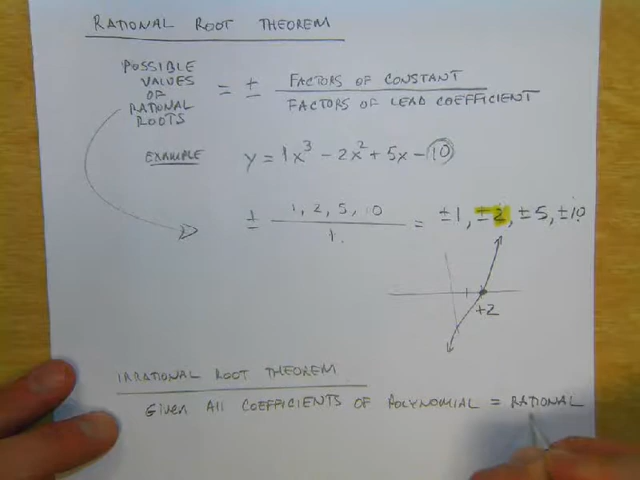 RATIONAL ROOT THEOREM
POSSIBLE VALUES OF RATIONAL ROOTS = ± FACTORS OF CONSTANT / FACTORS OF LEAD COEFFICIENT
EXAMPLE y = 1x³ - 2x² + 5x - 10
± 1, 2, 5, 10 / 1 = ±1, ±2, ±5, ±10
+2
IRRATIONAL ROOT THEOREM
GIVEN ALL COEFFICIENTS OF POLYNOMIAL = RATIONAL